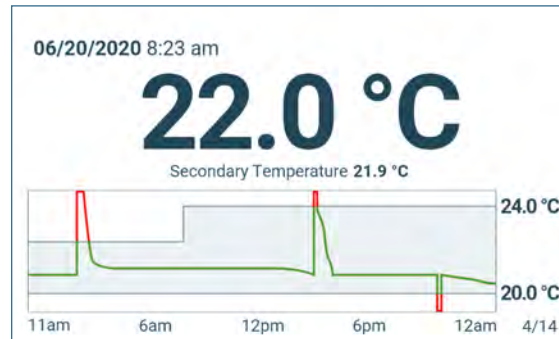 06/20/2020 8:23 am
22.0 °C
Secondary Temperature 21.9 °C
24.0 °C
20.0 °C
11am 6am 12pm 6pm 12am 4/14